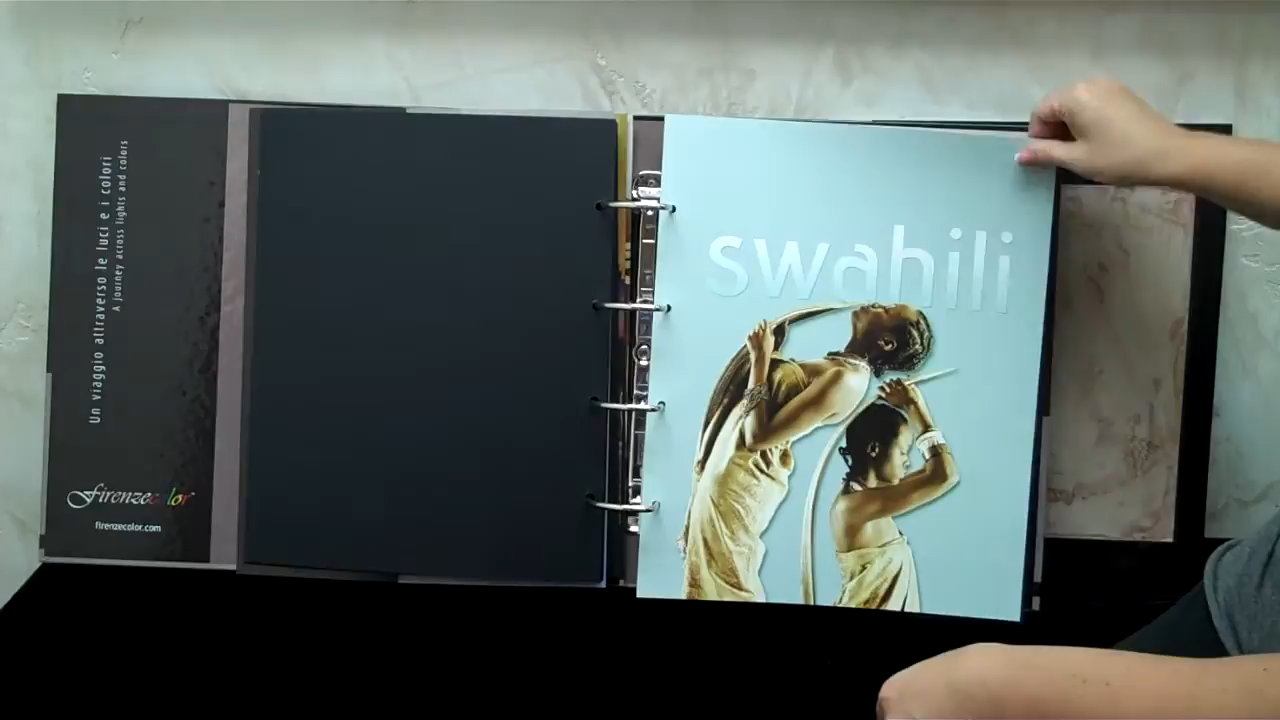 Un viaggio attraverso le luci e i colori
A journey across lights and colors
Firenzecolor
firenzecolor.com
swahili